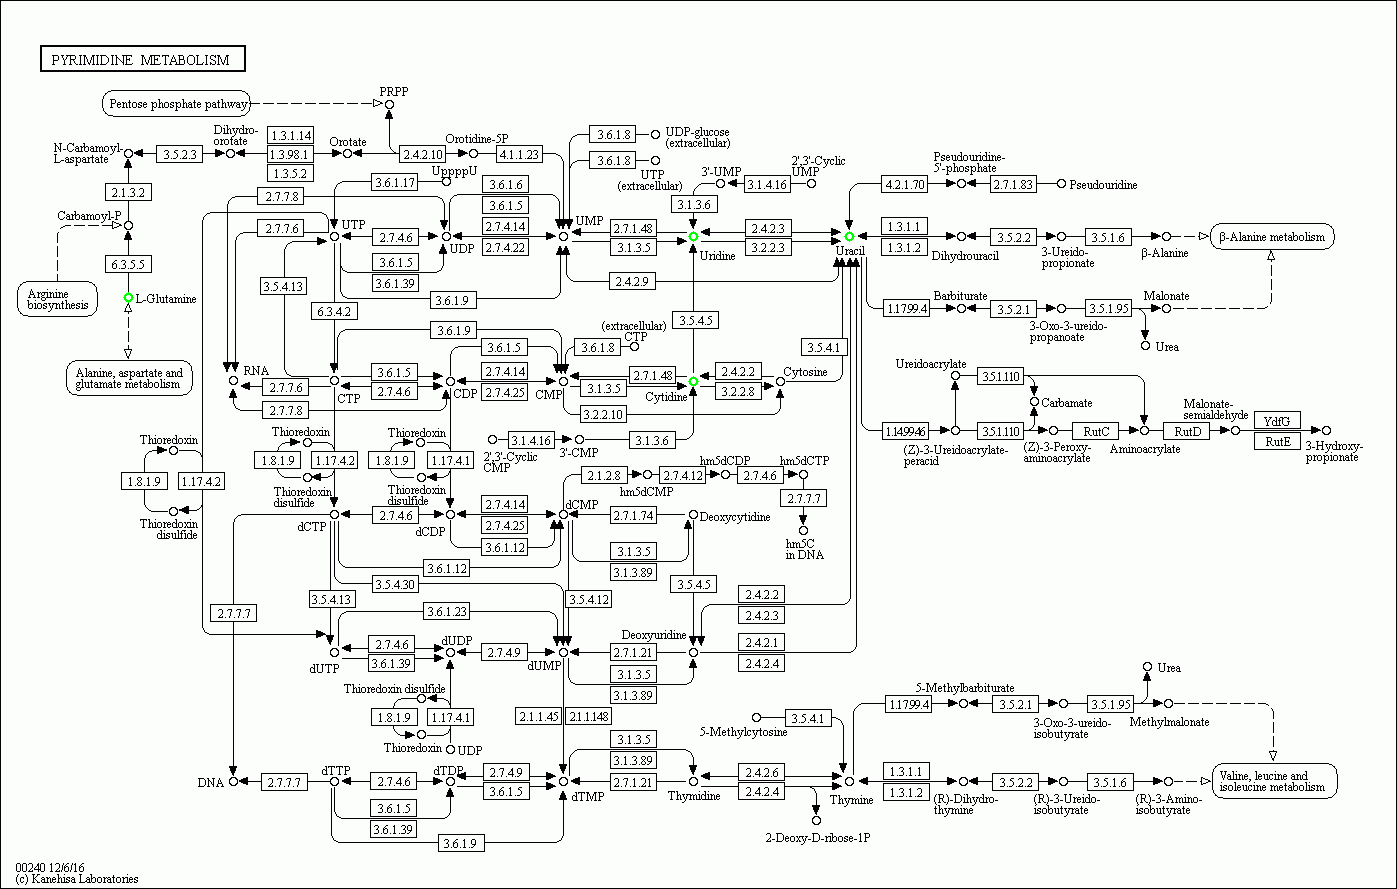 PYRIMIDINE METABOLISM
Pentose phosphate pathway
PRPP
N-Carbamoyl-
L-aspartate
3.5.2.3
Dihydro-
orotate
1.3.1.14
1.3.98.1
1.3.5.2
Orotate
2.4.2.10
Orotidine-5P
4.1.1.23
3.6.1.8
UDP-glucose
(extracellular)
3.6.1.8
UTP
(extracellular)
3'-UMP
3.1.4.16
2',3'-Cyclic
UMP
Pseudouridine-
5'-phosphate
4.2.1.70
2.7.1.83
Pseudouridine
2.1.3.2
UppppU
3.6.1.17
3.6.1.6
3.6.1.5
2.7.7.8
2.7.7.6
3.1.3.6
Carbamoyl-P
UTP
2.7.4.6
UDP
2.7.4.14
2.7.4.22
UMP
2.7.1.48
3.1.3.5
Uridine
2.4.2.3
3.2.2.3
Uracil
1.3.1.1
1.3.1.2
Dihydrouracil
3.5.2.2
3-Ureido-
propionate
3.5.1.6
β-Alanine
β-Alanine metabolism
6.3.5.5
3.6.1.5
3.6.1.39
2.4.2.9
Arginine
biosynthesis
L-Glutamine
3.5.4.13
3.6.1.9
6.3.4.2
3.5.4.5
1.17.99.4
Barbiturate
3.5.2.1
3-Oxo-3-ureido-
propanoate
3.5.1.95
Malonate
Urea
3.6.1.9
3.6.1.5
(extracellular)
CTP
3.6.1.8
3.5.4.1
Alanine, aspartate and
glutamate metabolism
RNA
2.7.7.6
CTP
3.6.1.5
2.7.4.6
CDP
2.7.4.14
2.7.4.25
CMP
2.7.1.48
3.1.3.5
Cytidine
2.4.2.2
3.2.2.8
Cytosine
2.7.7.8
3.2.2.10
Ureidoacrylate
3.5.1.110
Carbamate
1.14.99.46
(Z)-3-Ureidoacrylate-
peracid
3.5.1.110
(Z)-3-Peroxy-
aminoacrylate
RutC
Aminoacrylate
RutD
Malonate-
semialdehyde
YdfG
RutE
3-Hydroxy-
propionate
Thioredoxin
1.8.1.9
1.17.4.2
Thioredoxin
disulfide
Thioredoxin
1.8.1.9
1.17.4.2
Thioredoxin
disulfide
Thioredoxin
1.8.1.9
1.17.4.1
Thioredoxin
disulfide
2',3'-Cyclic
CMP
3.1.4.16
3'-CMP
3.1.3.6
2.1.2.8
hm5dCMP
2.7.4.12
hm5dCDP
2.7.4.6
hm5dCTP
2.7.7.7
hm5C
in DNA
dCTP
2.7.4.6
dCDP
2.7.4.14
2.7.4.25
3.6.1.12
dCMP
2.7.1.74
Deoxycytidine
3.1.3.5
3.1.3.89
3.6.1.12
3.5.4.30
3.5.4.5
3.5.4.13
3.5.4.12
2.7.7.7
3.6.1.23
2.4.2.2
2.4.2.3
dUTP
2.7.4.6
3.6.1.39
dUDP
2.7.4.9
dUMP
2.7.1.21
3.1.3.5
3.1.3.89
Deoxyuridine
2.4.2.1
2.4.2.4
Thioredoxin disulfide
1.8.1.9
1.17.4.1
Thioredoxin
UDP
2.1.1.45
2.1.1.148
5-Methylcytosine
3.5.4.1
1.17.99.4
5-Methylbarbiturate
3.5.2.1
3-Oxo-3-ureido-
isobutyrate
3.5.1.95
Urea
Methylmalonate
3.1.3.5
3.1.3.89
DNA
2.7.7.7
dTTP
2.7.4.6
3.6.1.5
3.6.1.39
dTDP
2.7.4.9
3.6.1.5
dTMP
2.7.1.21
Thymidine
2.4.2.6
2.4.2.4
2-Deoxy-D-ribose-1P
Thymine
1.3.1.1
1.3.1.2
(R)-Dihydro-
thymine
3.5.2.2
(R)-3-Ureido-
isobutyrate
3.5.1.6
(R)-3-Amino-
isobutyrate
Valine, leucine and
isoleucine metabolism
3.6.1.9
00240 12/6/16
(c) Kanehisa Laboratories